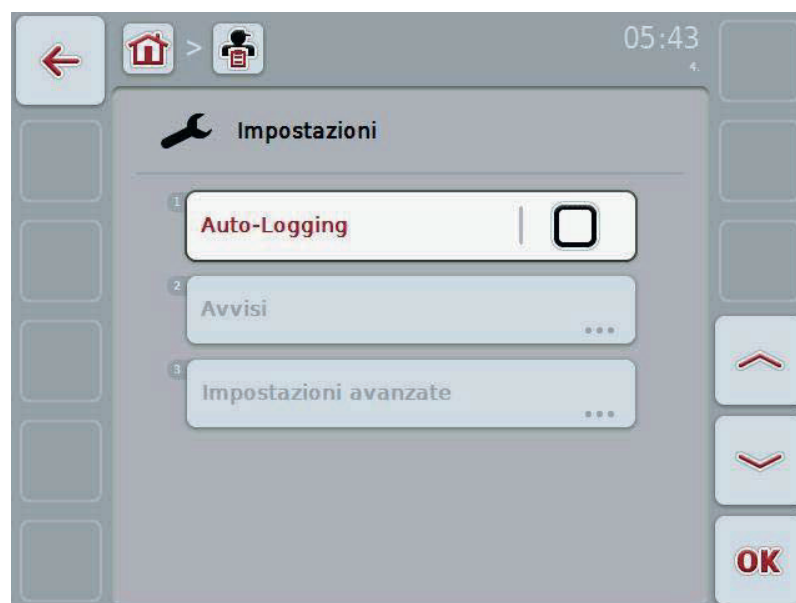 >
05:43
4.
Impostazioni
1
Auto-Logging
2
Avvisi
...
3
Impostazioni avanzate
...
OK